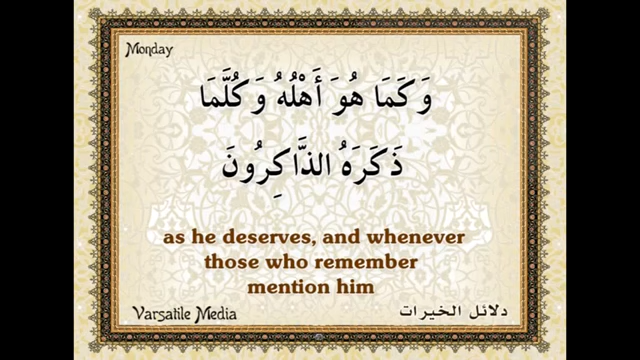 Monday
وَكَمَا هُوَ أَهْلُهُ وَكُلَّمَا
ذَكَرَهُ الذَّاكِرُونَ
as he deserves, and whenever
those who remember
mention him
Varsatile Media
دلائل الخيرات